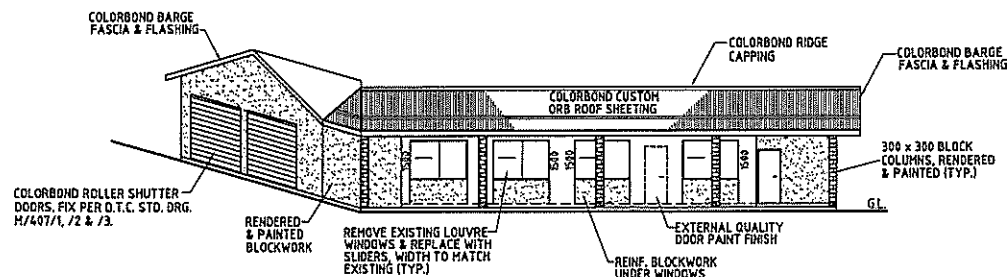 COLORBOND BARGE
FASCIA & FLASHING
COLORBOND RIDGE
CAPPING
COLORBOND BARGE
FASCIA & FLASHING
COLORBOND CUSTOM
ORB ROOF SHEETING
1500
1500
1500
1500
300 x 300 BLOCK
COLUMNS, RENDERED
& PAINTED (TYP.)
COLORBOND ROLLER SHUTTER
DOORS, FIX PER D.T.C. STD. DRG.
H/407/1, /2 & /3.
RENDERED
& PAINTED
BLOCKWORK
REMOVE EXISTING LOUVRE
WINDOWS & REPLACE WITH
SLIDERS, WIDTH TO MATCH
EXISTING (TYP.)
REINF. BLOCKWORK
UNDER WINDOWS
EXTERNAL QUALITY
DOOR PAINT FINISH
G.L.